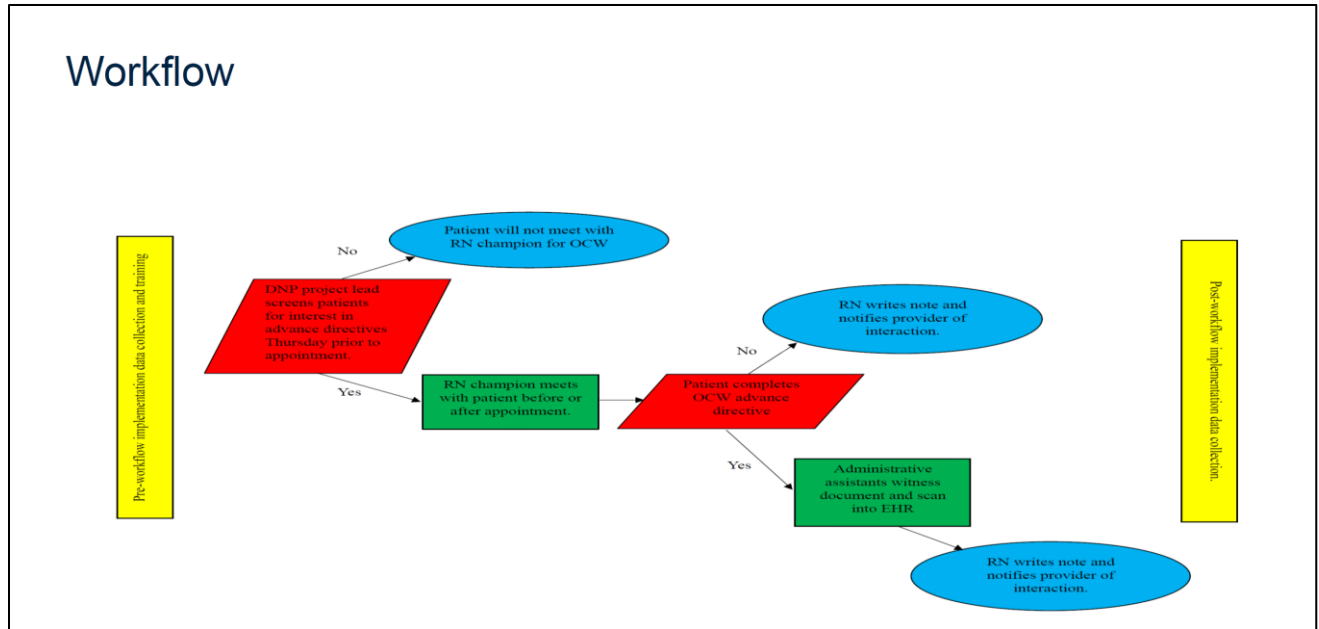 Workflow
Pre-workflow implementation data collection and training
Patient will not meet with
RN champion for OCW
No
DNP project lead
screens patients
for interest in
advance directives
Thursday prior to
appointment.
Yes
RN champion meets
with patient before or
after appointment.
Patient completes
OCW advance
directive
No
RN writes note and
notifies provider of
interaction.
Yes
Administrative
assistants witness
document and scan
into EHR
RN writes note and
notifies provider of
interaction.
Post-workflow implementation data collection.